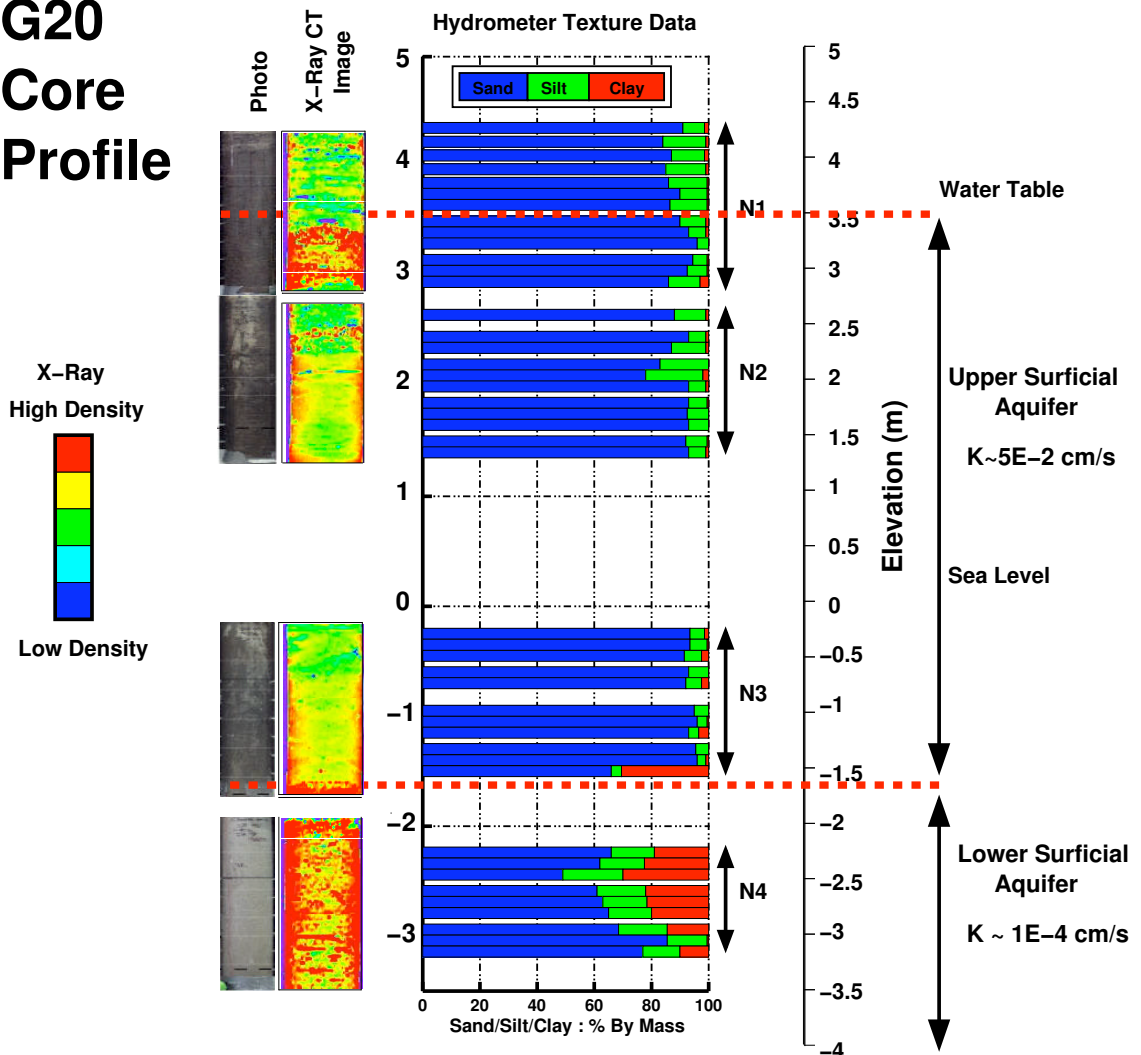 G20
Core
Profile
Photo
X-Ray CT
Image
Hydrometer Texture Data
Sand Silt Clay
5
4
3
2
1
0
-1
-2
-3
N1
N2
N3
N4
0 20 40 60 80 100
Sand/Silt/Clay : % By Mass
X-Ray
High Density
Low Density
5
4.5
4
3.5
3
2.5
2
1.5
1
0.5
0
-0.5
-1
-1.5
-2
-2.5
-3
-3.5
-4
Elevation (m)
Water Table
Upper Surficial
Aquifer
K~5E-2 cm/s
Sea Level
Lower Surficial
Aquifer
K ~ 1E-4 cm/s